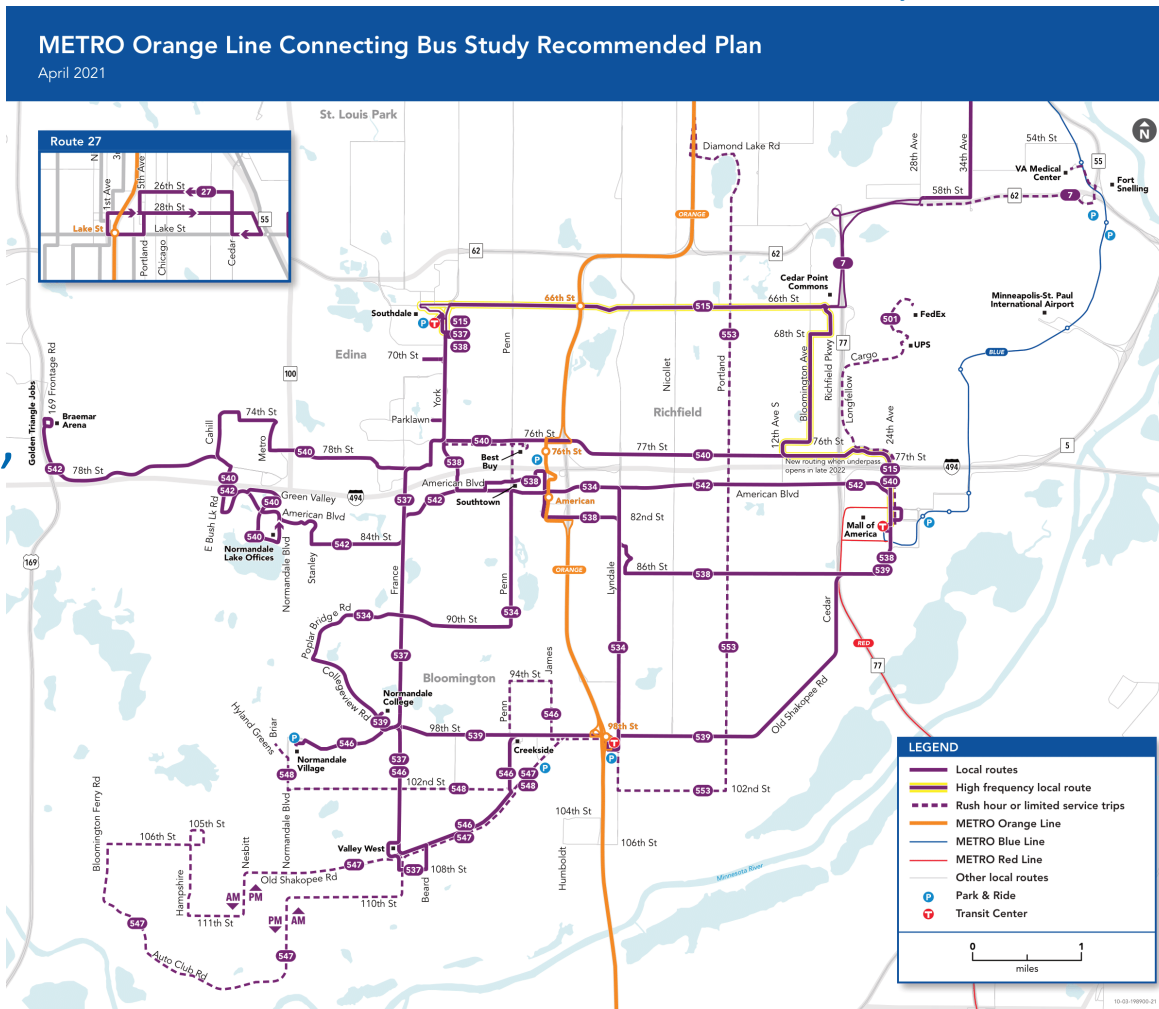 METRO Orange Line Connecting Bus Study Recommended Plan
April 2021
N
St. Louis Park
Route 27
N
3
5th Ave
1st Ave
26th St
27
28th St
55
Lake St
Lake St
Portland
Chicago
Cedar
Diamond Lake Rd
28th Ave
34th Ave
54th St
VA Medical
Center
55
Fort
Snelling
58th St
62
7
ORANGE
62
62
7
Cedar Point
Commons
Minneapolis-St. Paul
International Airport
66th St
515
66th St
Southdale
P
T
515
537
538
Penn
553
68th St
501
FedEx
UPS
77
Cargo
BLUE
Edina
70th St
169 Frontage Rd
100
Nicollet
Portland
Bloomington Ave
Richfield Pkwy
Longfellow
York
Richfield
Parklawn
12th Ave S
24th Ave
Golden Triangle Jobs
Braemar
Arena
Cahill
74th St
Metro
540
78th St
540
76th St
77th St
540
76th St
77th St
New routing when underpass
opens in late 2022
5
494
515
540
Best
Buy
76th St
P
542
78th St
540
542
538
American Blvd
538
534
542
American Blvd
542
Southtown
American
537
542
Green Valley
494
540
American Blvd
E Bush Lk Rd
540
Normandale
Lake Offices
542
84th St
Normandale Blvd
Stanley
538
82nd St
Mall of
America
T
P
538
539
86th St
538
169
ORANGE
France
Penn
Lyndale
Cedar
Poplar Bridge Rd
534
90th St
534
537
534
553
RED
77
Collegeview Rd
Bloomington
94th St
James
Old Shakopee Rd
Normandale
College
539
Penn
546
98th St
539
98th St
T
P
539
Hyland Greens
Briar
P
546
Normandale
Village
Creekside
P
548
537
546
546
547
548
102nd St
548
553
102nd St
Bloomington Ferry Rd
Normandale Blvd
104th St
106th St
105th St
106th St
546
547
Valley West
Nesbitt
547
537
108th St
Old Shakopee Rd
Hampshire
AM
PM
Beard
Humboldt
Minnesota River
110th St
111th St
PM
AM
547
547
Auto Club Rd
LEGEND
Local routes
High frequency local route
Rush hour or limited service trips
METRO Orange Line
METRO Blue Line
METRO Red Line
Other local routes
P Park & Ride
T Transit Center
0 1
miles
10-03-198900-21